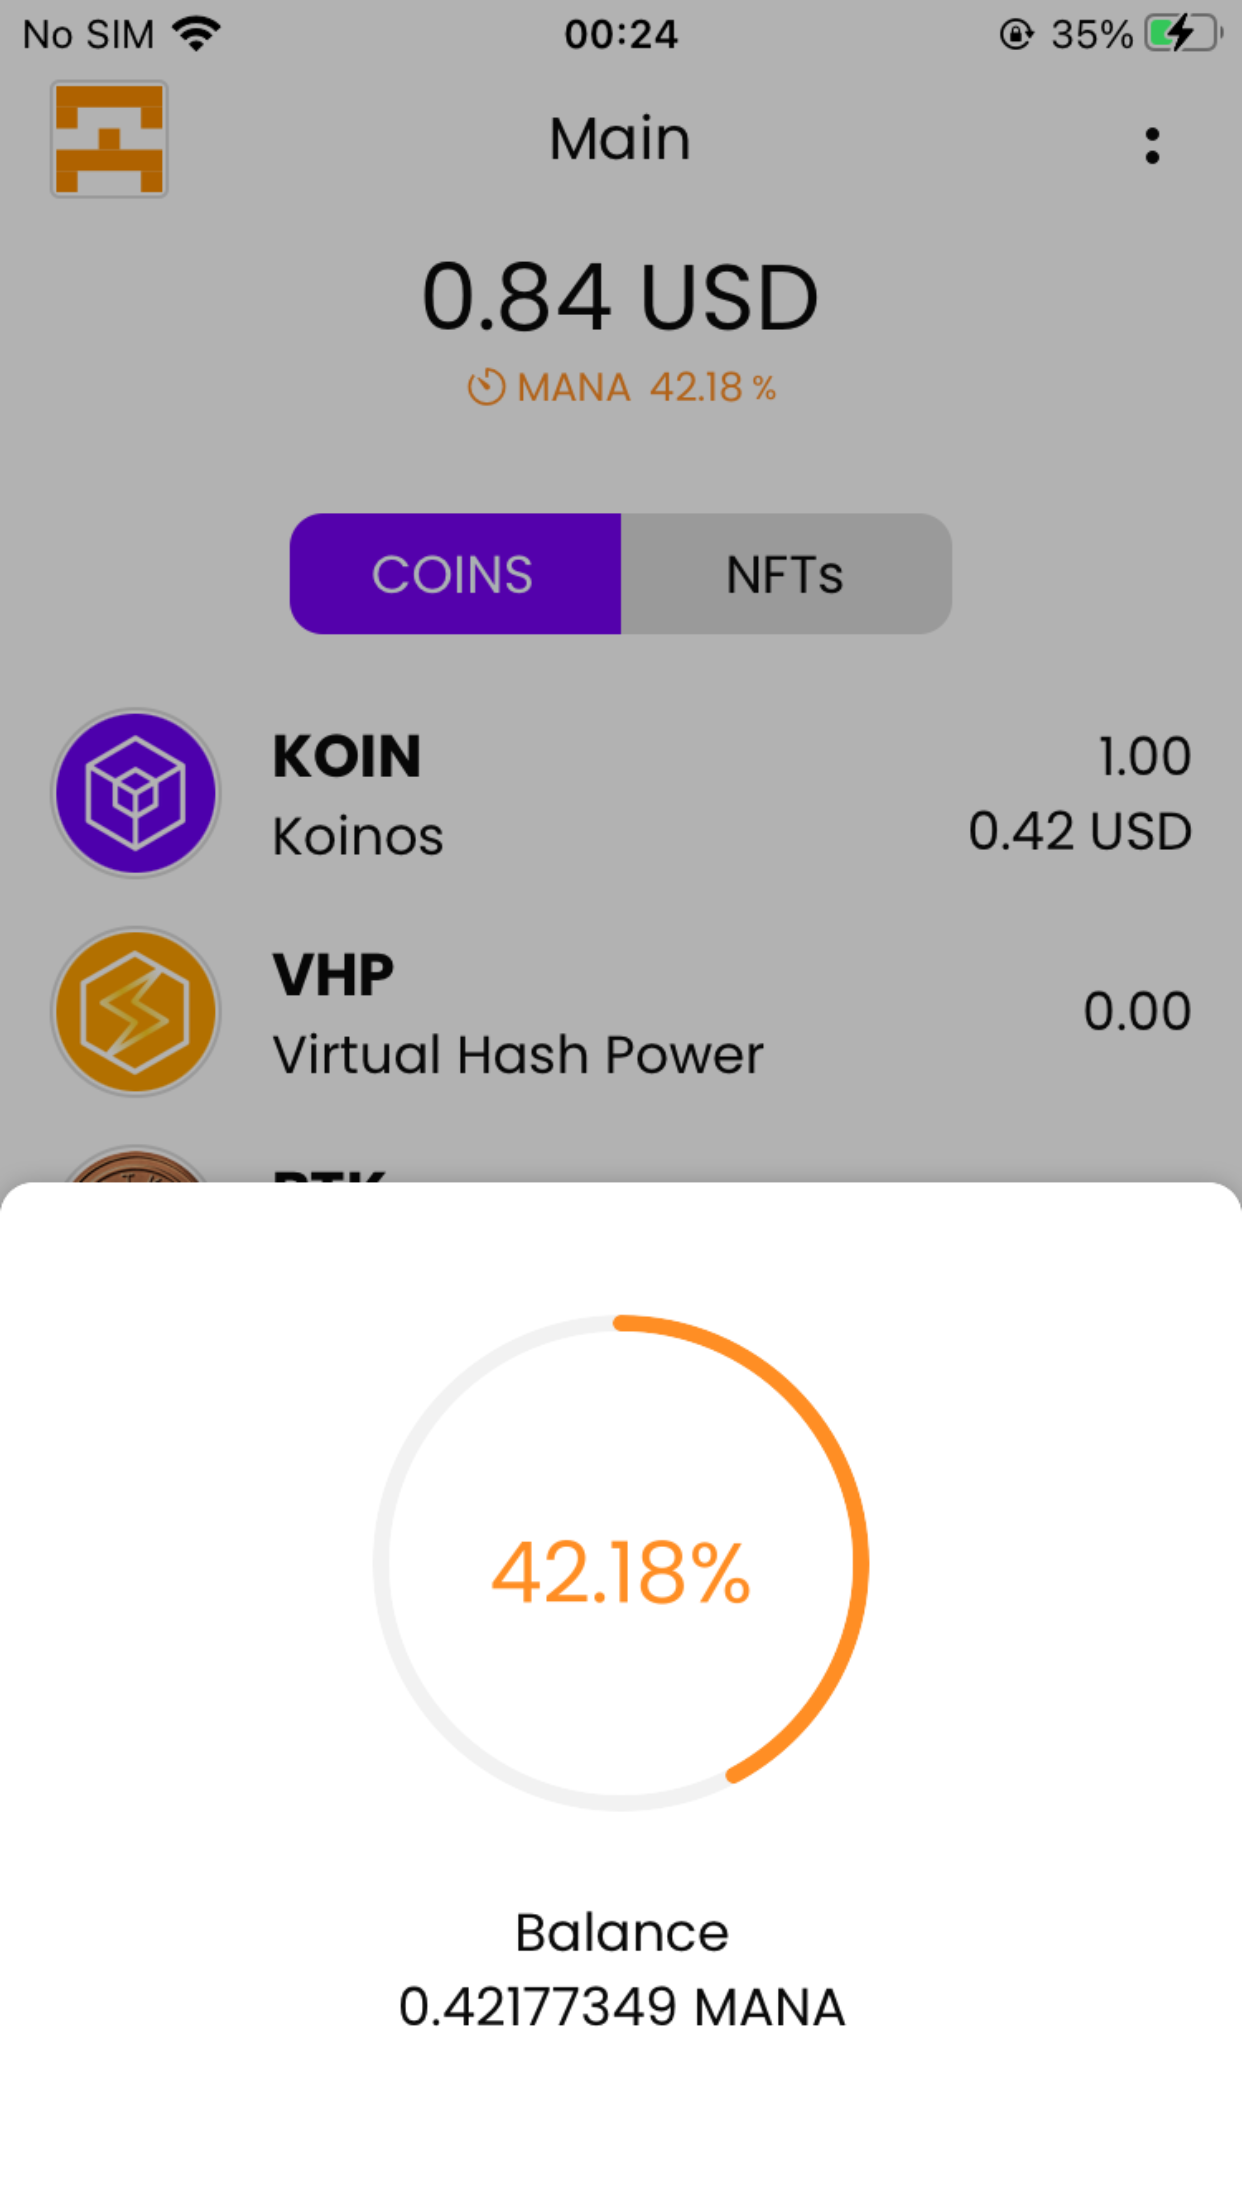 No SIM 00:24 35%
Main
0.84 USD
MANA 42.18 %
COINS NFTs
KOIN 1.00
Koinos 0.42 USD
VHP 0.00
Virtual Hash Power
42.18%
Balance
0.42177349 MANA